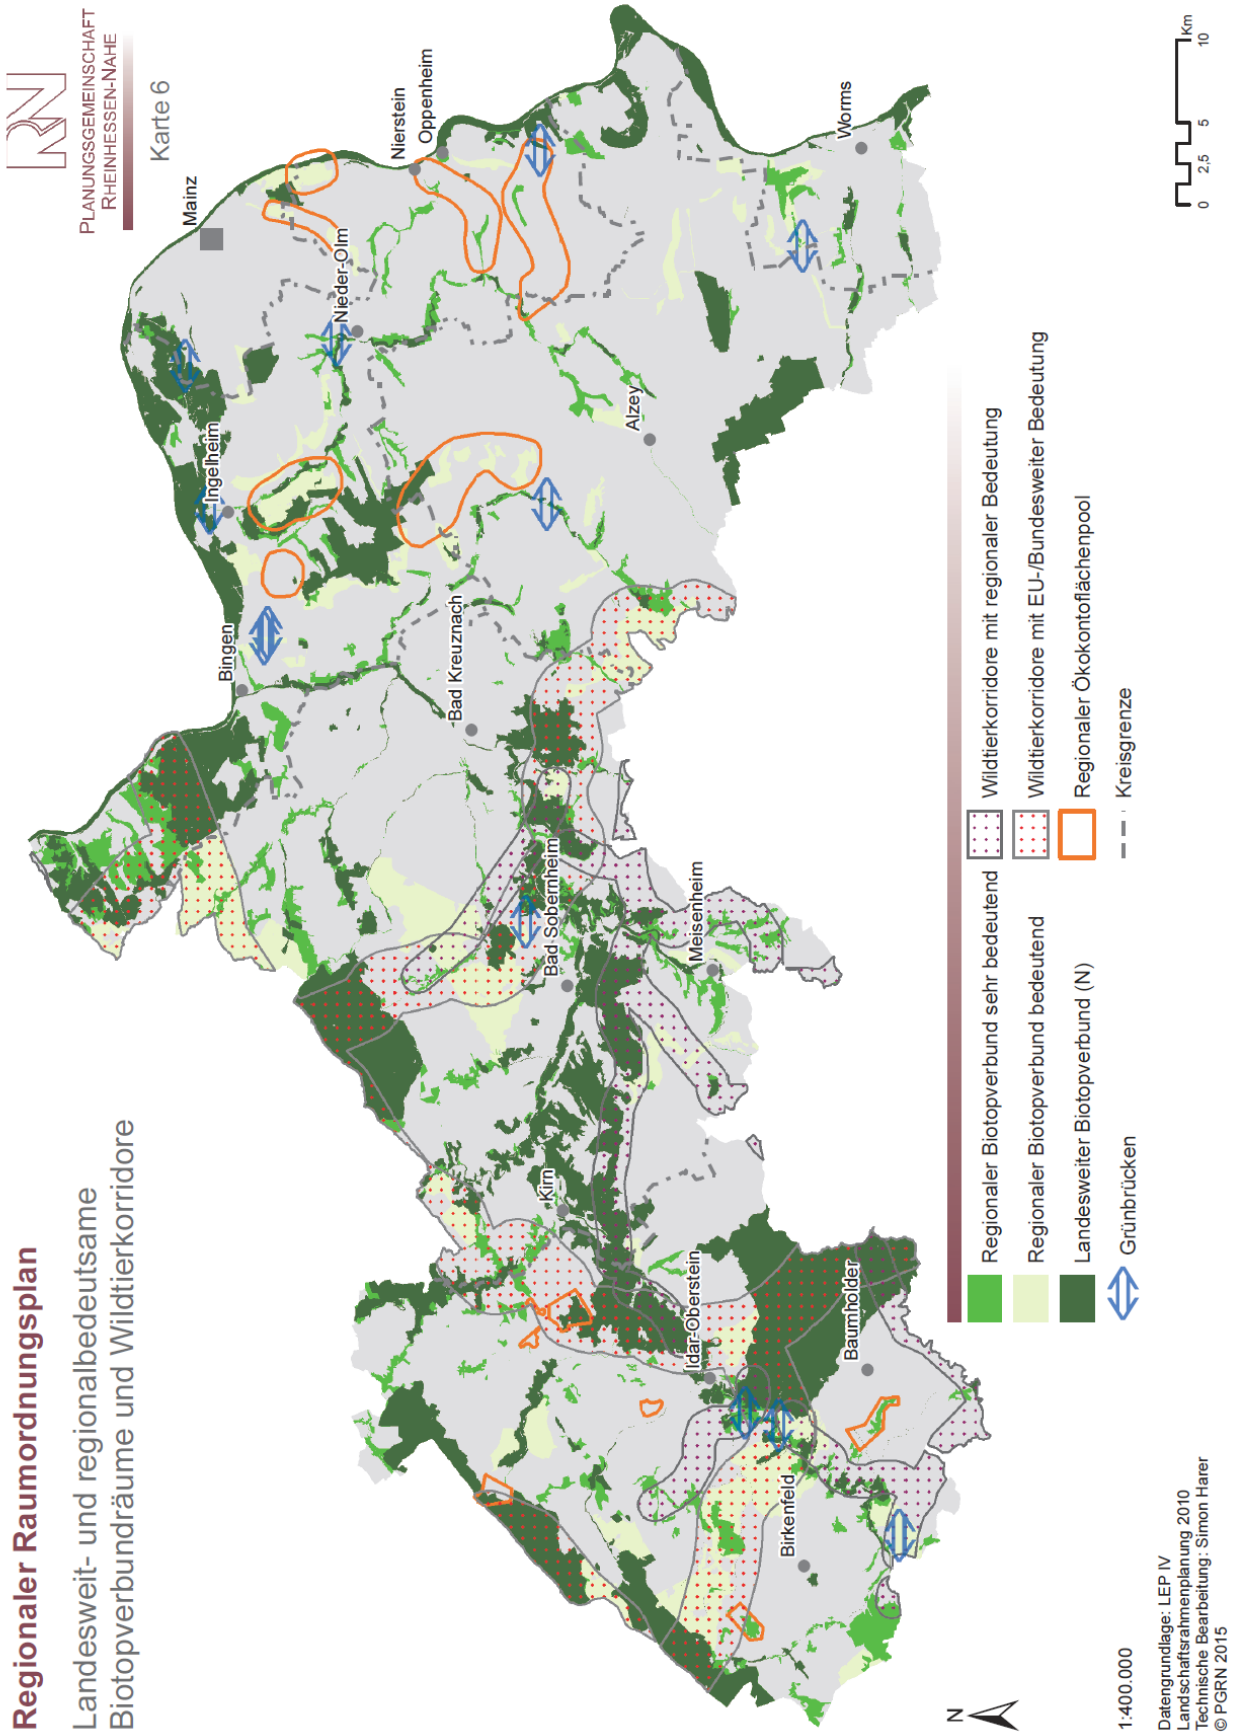 Regionaler Raumordnungsplan
Landesweit- und regionalbedeutsame
Biotopverbundräume und Wildtierkorridore
RN
PLANUNGSGEMEINSCHAFT
RHEINHESSEN-NAHE
Karte 6
Mainz
Nierstein
Oppenheim
Nieder-Olm
Ingelheim
Bingen
Alzey
Worms
Bad Kreuznach
Bad Sobernheim
Meisenheim
Kirn
Idar-Oberstein
Baumholder
Birkenfeld
N
1:400.000
Datengrundlage: LEP IV
Landschaftsrahmenplanung 2010
Technische Bearbeitung: Simon Harer
© PGRN 2015
Regionaler Biotopverbund sehr bedeutend
Regionaler Biotopverbund bedeutend
Landesweiter Biotopverbund (N)
Grünbrücken
Wildtierkorridore mit regionaler Bedeutung
Wildtierkorridore mit EU-/Bundesweiter Bedeutung
Regionaler Ökokontoflächenpool
Kreisgrenze
0 2,5 5 10
Km